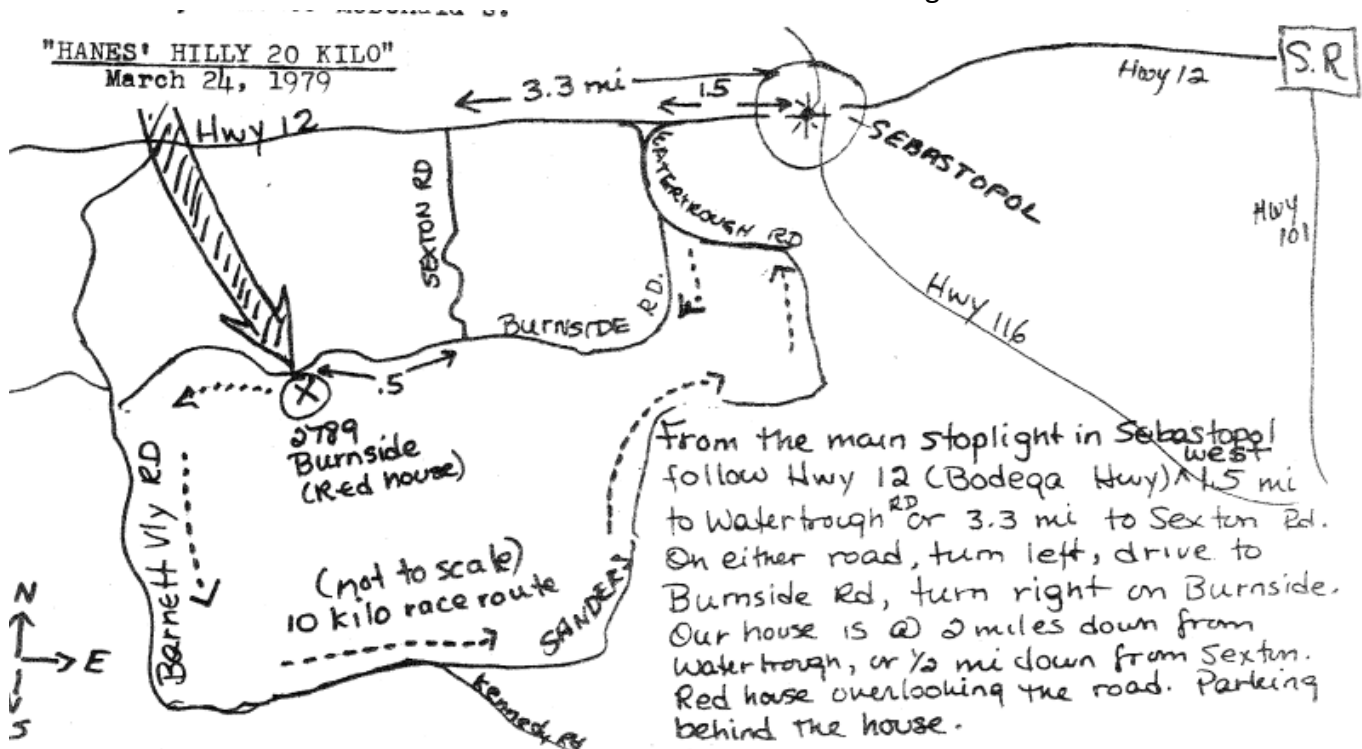 "HANES' HILLY 20 KILO"
March 24, 1979
3.3 mi
1.5
Hwy 12
S.R
Hwy 12
SEBASTOPOL
WATERTROUGH RD
SEXTON RD
HWY
101
BURNSIDE RD.
Hwy 116
.5
X
2789
Burnside
(Red house)
Barnett Vly RD
(not to scale)
10 kilo race route
SANDERS
Kennedy Rd
N
E
S
From the main stoplight in Sebastopol
follow Hwy 12 (Bodega Hwy) ^ west 1.5 mi
to Watertrough RD or 3.3 mi to Sexton Rd.
On either road, turn left, drive to
Burnside Rd, turn right on Burnside.
Our house is @ 2 miles down from
Watertrough, or ½ mi down from Sexton.
Red house overlooking the road. Parking
behind the house.